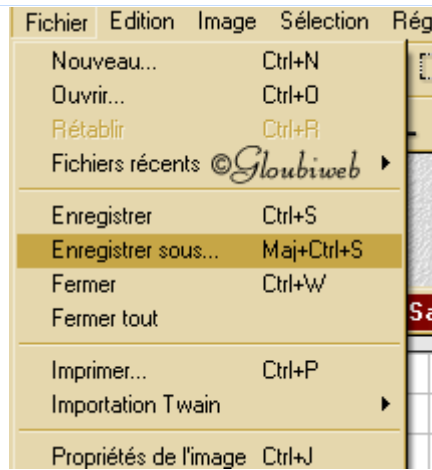 Fichier Edition Image Sélection Rég
Nouveau... Ctrl+N
Ouvrir... Ctrl+O
Rétablir Ctrl+R
Fichiers récents ©Gloubiweb
Enregistrer Ctrl+S
Enregistrer sous... Maj+Ctrl+S
Fermer Ctrl+W
Fermer tout
Sa
Imprimer... Ctrl+P
Importation Twain
Propriétés de l'image Ctrl+J